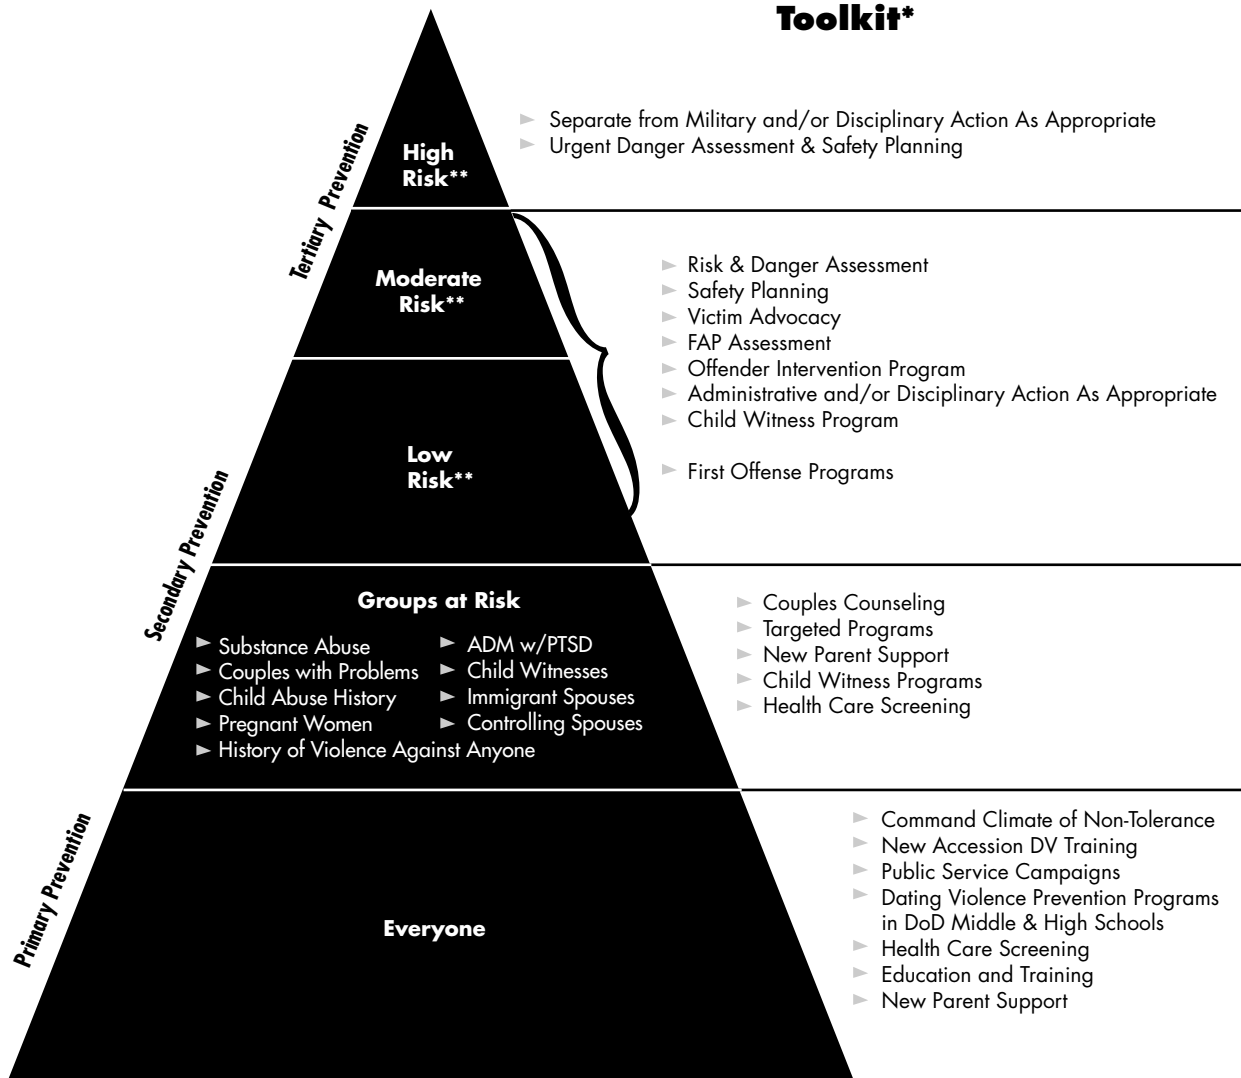 Toolkit*
Tertiary Prevention
High
Risk**
► Separate from Military and/or Disciplinary Action As Appropriate
► Urgent Danger Assessment & Safety Planning
Moderate
Risk**
► Risk & Danger Assessment
► Safety Planning
► Victim Advocacy
► FAP Assessment
► Offender Intervention Program
► Administrative and/or Disciplinary Action As Appropriate
► Child Witness Program
► First Offense Programs
Low
Risk**
Secondary Prevention
Groups at Risk
► Substance Abuse
► Couples with Problems
► Child Abuse History
► Pregnant Women
► History of Violence Against Anyone
► ADM w/PTSD
► Child Witnesses
► Immigrant Spouses
► Controlling Spouses
► Couples Counseling
► Targeted Programs
► New Parent Support
► Child Witness Programs
► Health Care Screening
Primary Prevention
Everyone
► Command Climate of Non-Tolerance
► New Accession DV Training
► Public Service Campaigns
► Dating Violence Prevention Programs
in DoD Middle & High Schools
► Health Care Screening
► Education and Training
► New Parent Support